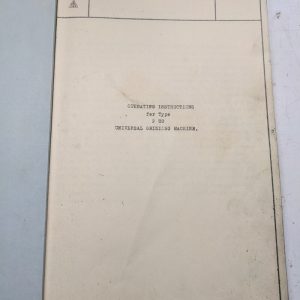 OPERATING INSTRUCTIONS
for Type
UNIVERSAL GRINDING MACHINE.